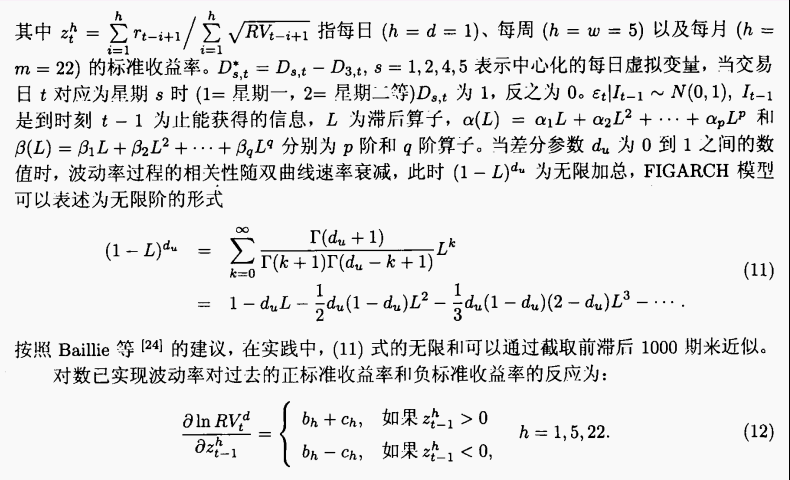 其中 $z_t^h = \sum_{i=1}^{h} r_{t-i+1} \Big/ \sum_{i=1}^{h} \sqrt{RV_{t-i+1}}$ 指每日 (h = d = 1)、每周 (h = w = 5) 以及每月 (h =
m = 22) 的标准收益率。$D_{s,t}^* = D_{s,t} - D_{3,t}$, s = 1, 2, 4, 5 表示中心化的每日虚拟变量, 当交易
日 t 对应为星期 s 时 (1= 星期一, 2= 星期二等)$D_{s,t}$ 为 1, 反之为 0。$\varepsilon_t|I_{t-1} \sim N(0,1)$, $I_{t-1}$
是到时刻 t − 1 为止能获得的信息, L 为滞后算子, $\alpha(L) = \alpha_1 L + \alpha_2 L^2 + \cdots + \alpha_p L^p$ 和
$\beta(L) = \beta_1 L + \beta_2 L^2 + \cdots + \beta_q L^q$ 分别为 p 阶和 q 阶算子。当差分参数 $d_u$ 为 0 到 1 之间的数
值时, 波动率过程的相关性随双曲线速率衰减, 此时 $(1-L)^{d_u}$ 为无限加总, FIGARCH 模型
可以表述为无限阶的形式
$(1-L)^{d_u} = \sum_{k=0}^{\infty} \frac{\Gamma(d_u+1)}{\Gamma(k+1)\Gamma(d_u-k+1)} L^k$
$= 1 - d_u L - \frac{1}{2} d_u(1-d_u)L^2 - \frac{1}{3} d_u(1-d_u)(2-d_u)L^3 - \cdots.$ (11)
按照 Baillie 等 [24] 的建议, 在实践中, (11) 式的无限和可以通过截取前滞后 1000 期来近似。
对数已实现波动率对过去的正标准收益率和负标准收益率的反应为:
$\frac{\partial \ln RV_t^d}{\partial z_{t-1}^h} = \begin{cases} b_h + c_h, & \text{如果 } z_{t-1}^h > 0 \\ b_h - c_h, & \text{如果 } z_{t-1}^h < 0, \end{cases} \quad h = 1, 5, 22.$ (12)